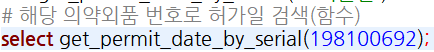 # 해당 의약외품 번호로 허가일 검색(함수)
select get_permit_date_by_serial(198100692);